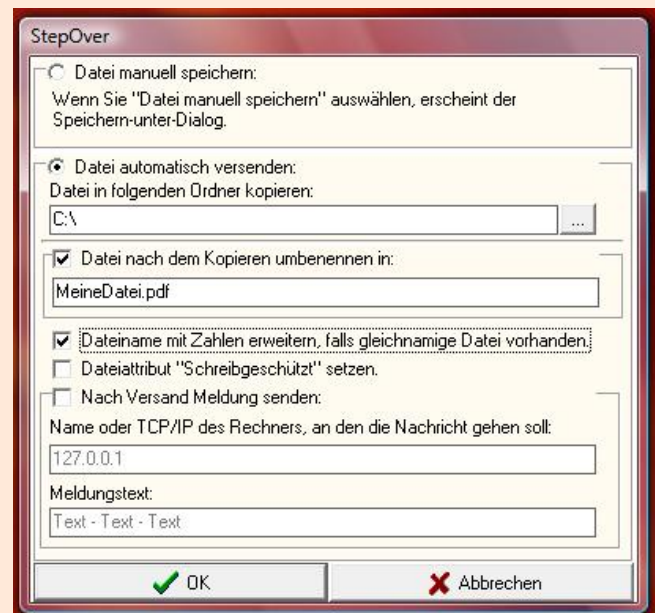 StepOver
Datei manuell speichern:
Wenn Sie "Datei manuell speichern" auswählen, erscheint der
Speichern-unter-Dialog.
Datei automatisch versenden:
Datei in folgenden Ordner kopieren:
C:\
...
Datei nach dem Kopieren umbenennen in:
MeineDatei.pdf
Dateiname mit Zahlen erweitern, falls gleichnamige Datei vorhanden.
Dateiattribut "Schreibgeschützt" setzen.
Nach Versand Meldung senden:
Name oder TCP/IP des Rechners, an den die Nachricht gehen soll:
127.0.0.1
Meldungstext:
Text - Text - Text
OK Abbrechen